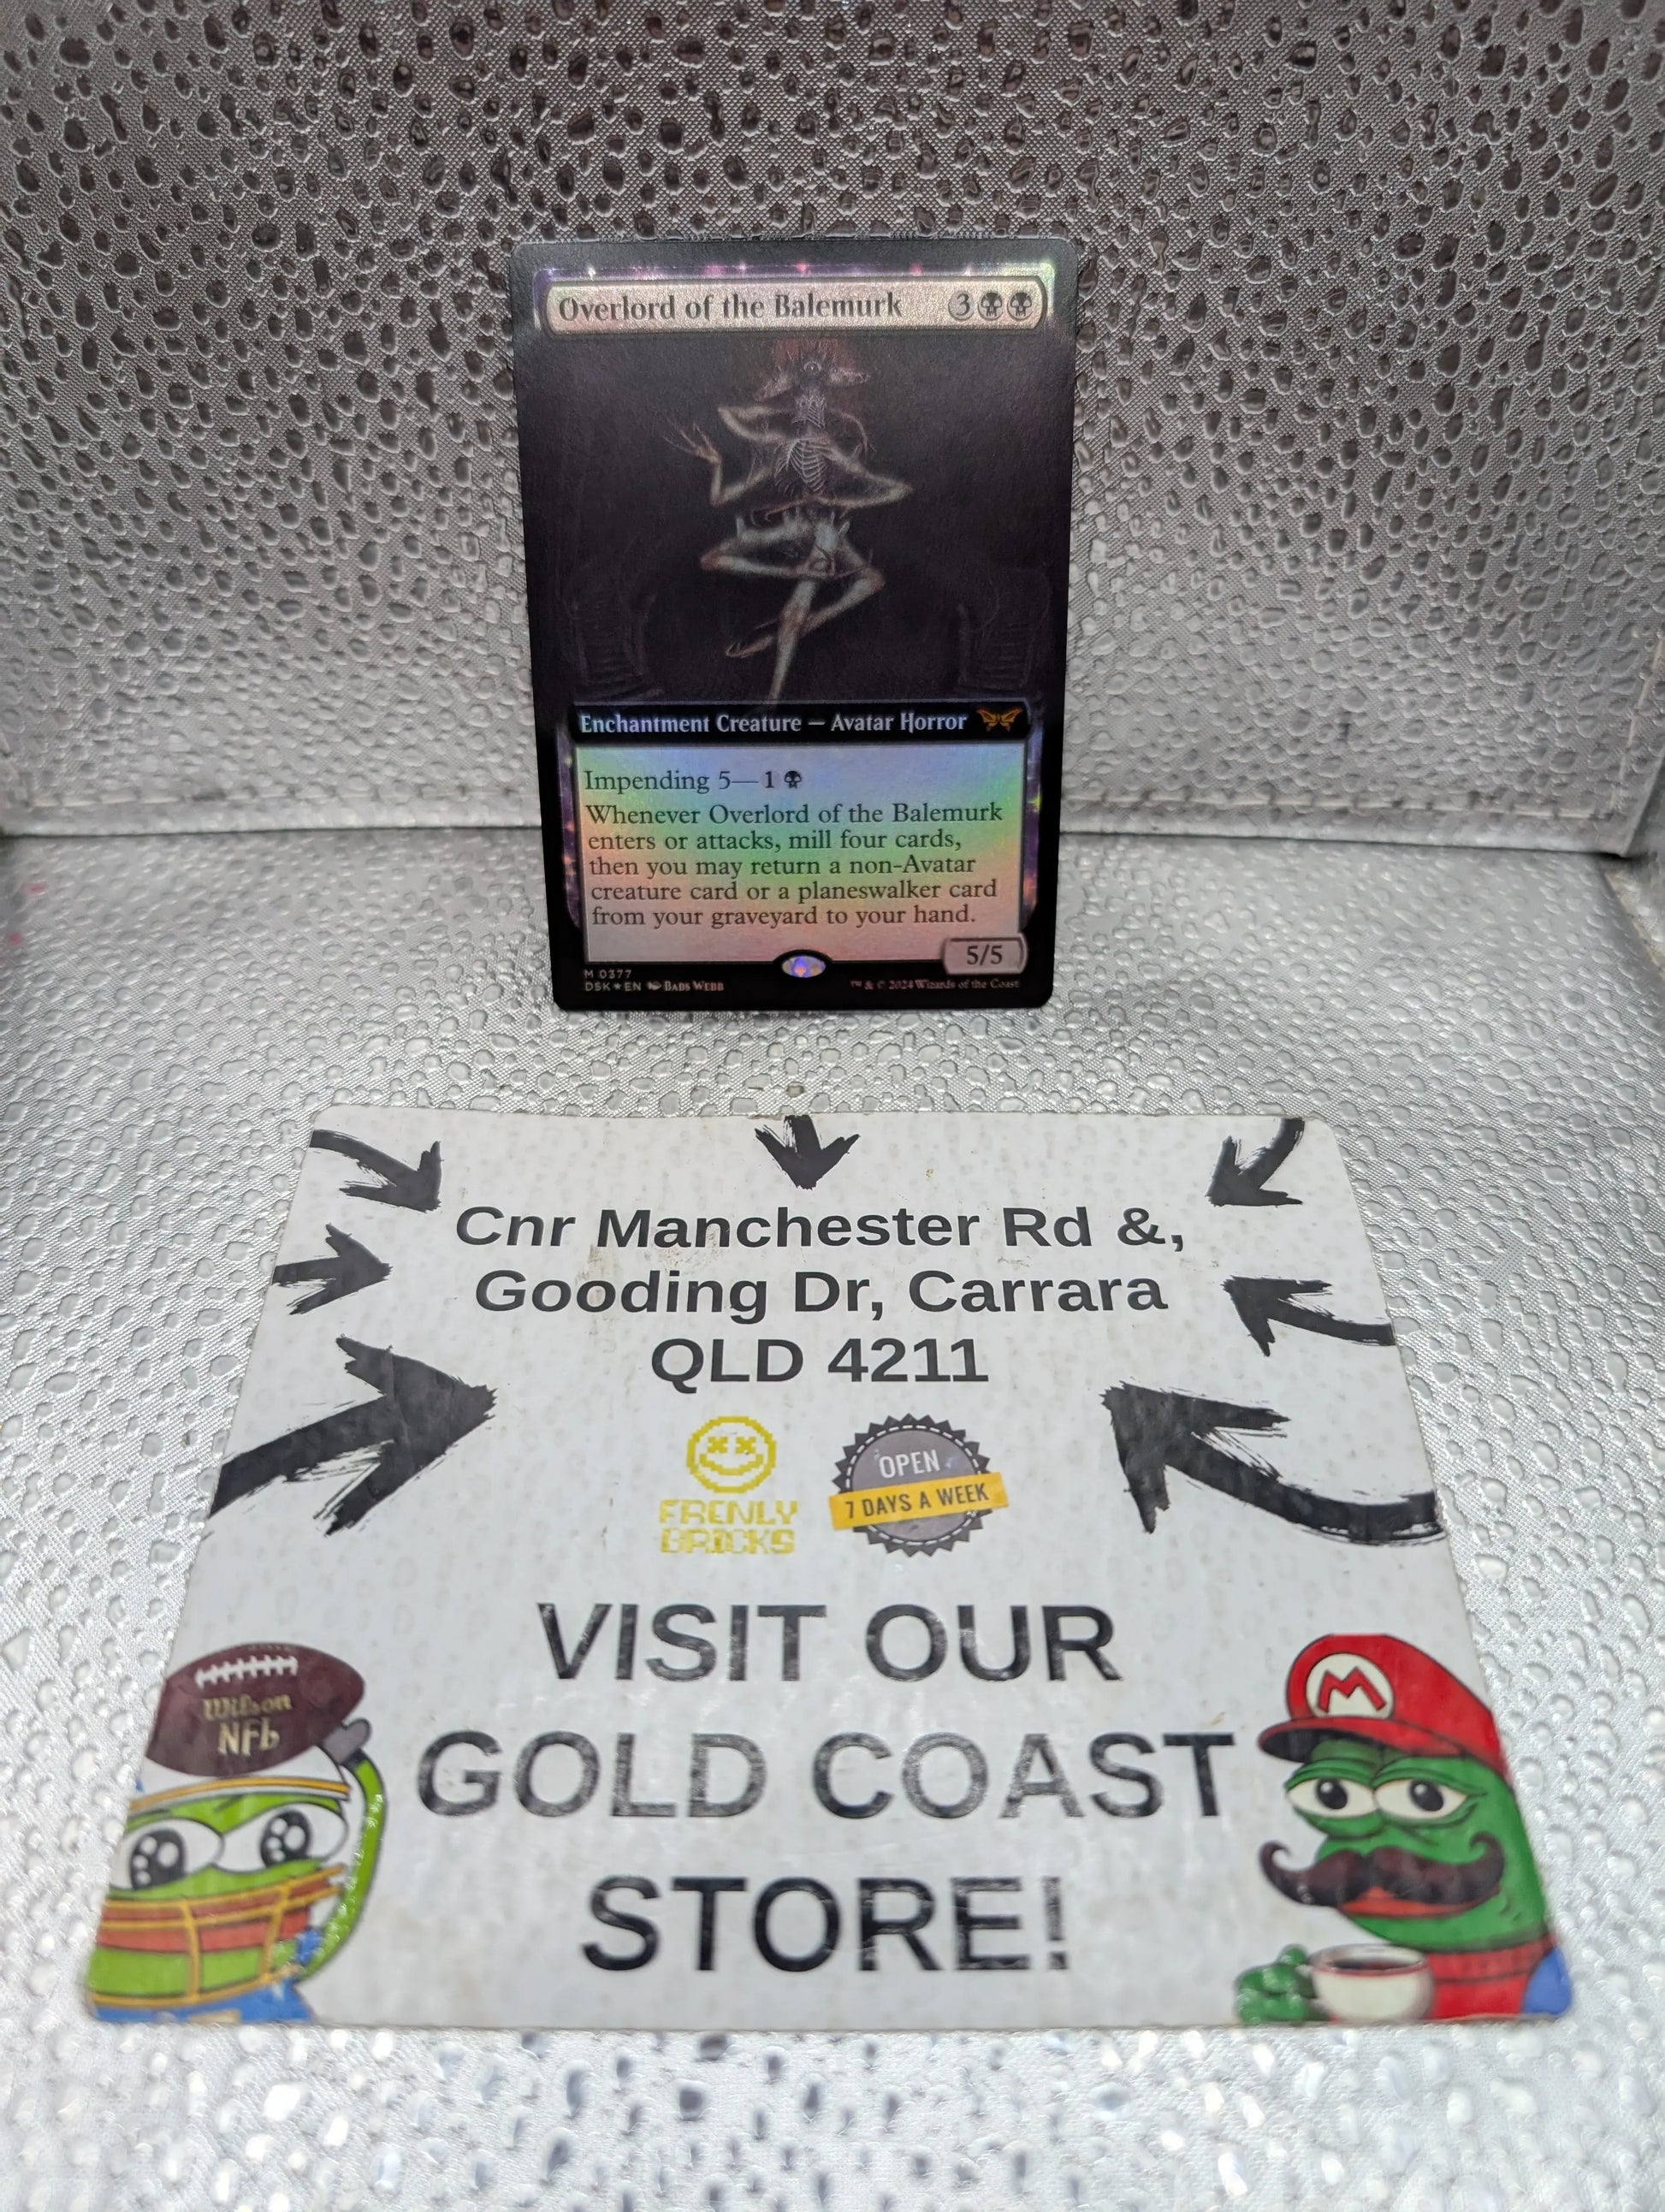 Overlord of the Balemurk 3
Enchantment Creature — Avatar Horror
Impending 5—1
Whenever Overlord of the Balemurk
enters or attacks, mill four cards,
then you may return a non-Avatar
creature card or a planeswalker card
from your graveyard to your hand.
5/5
M 0377
DSK ★ EN BABS WEBB
™ & © 2024 Wizards of the Coast
Cnr Manchester Rd &,
Gooding Dr, Carrara
QLD 4211
FRENLY
BRICKS
OPEN
7 DAYS A WEEK
VISIT OUR
GOLD COAST
STORE!
Wilson
NFL
M